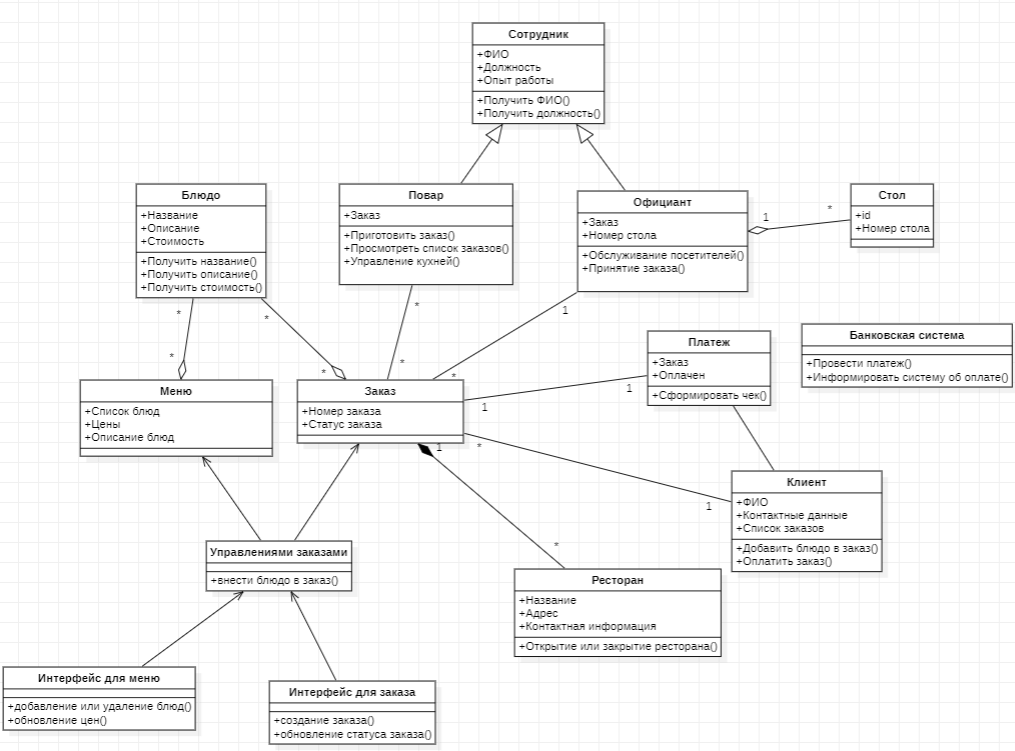 Сотрудник
+ФИО
+Должность
+Опыт работы
+Получить ФИО()
+Получить должность()
Блюдо
+Название
+Описание
+Стоимость
+Получить название()
+Получить описание()
+Получить стоимость()
Повар
+Заказ
+Приготовить заказ()
+Просмотреть список заказов()
+Управление кухней()
Официант
+Заказ
+Номер стола
+Обслуживание посетителей()
+Принятие заказа()
1
*
Стол
+id
+Номер стола
*
*
*
*
*
*
1
*
Меню
+Список блюд
+Цены
+Описание блюд
Заказ
+Номер заказа
+Статус заказа
1
1
Платеж
+Заказ
+Оплачен
+Сформировать чек()
Банковская система
+Провести платеж()
+Информировать систему об оплате()
1
*
*
1
Клиент
+ФИО
+Контактные данные
+Список заказов
+Добавить блюдо в заказ()
+Оплатить заказ()
Управлениями заказами
+внести блюдо в заказ()
Ресторан
+Название
+Адрес
+Контактная информация
+Открытие или закрытие ресторана()
Интерфейс для меню
+добавление или удаление блюд()
+обновление цен()
Интерфейс для заказа
+создание заказа()
+обновление статуса заказа()